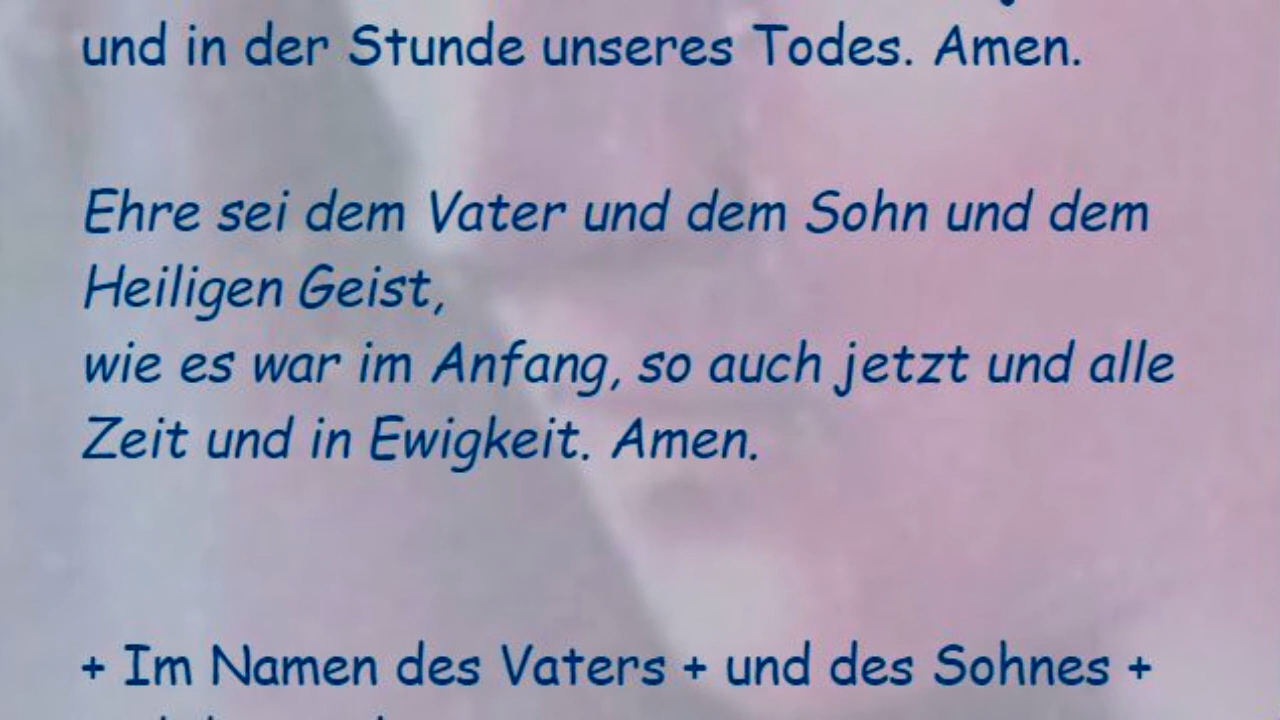 und in der Stunde unseres Todes. Amen.
Ehre sei dem Vater und dem Sohn und dem
Heiligen Geist,
wie es war im Anfang, so auch jetzt und alle
Zeit und in Ewigkeit. Amen.
+ Im Namen des Vaters + und des Sohnes +